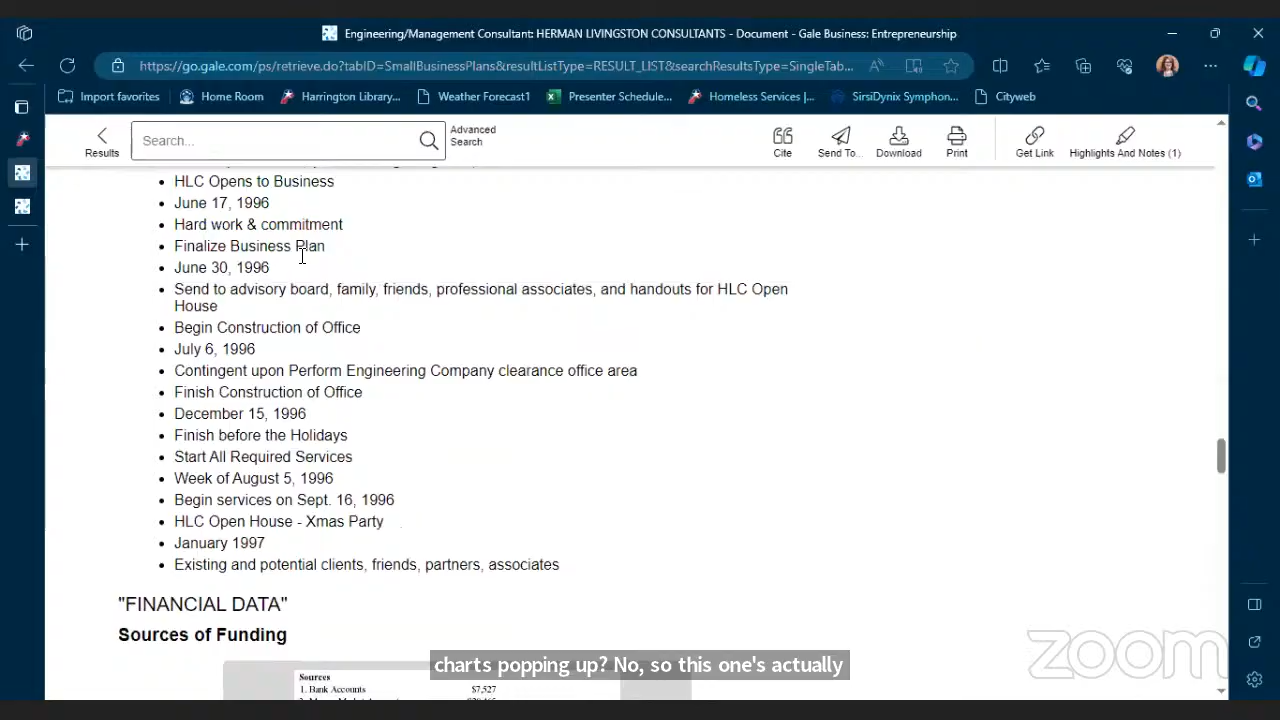 Engineering/Management Consultant: HERMAN LIVINGSTON CONSULTANTS - Document - Gale Business: Entrepreneurship
https://go.gale.com/ps/retrieve.do?tabID=SmallBusinessPlans&resultListType=RESULT_LIST&searchResultsType=SingleTab...
Import favorites
Home Room
Harrington Library...
Weather Forecast1
Presenter Schedule...
Homeless Services |...
SirsiDynix Symphon...
Cityweb
Results
Search...
Advanced
Search
Cite
Send To...
Download
Print
Get Link
Highlights And Notes (1)
HLC Opens to Business
June 17, 1996
Hard work & commitment
Finalize Business Plan
June 30, 1996
Send to advisory board, family, friends, professional associates, and handouts for HLC Open
House
Begin Construction of Office
July 6, 1996
Contingent upon Perform Engineering Company clearance office area
Finish Construction of Office
December 15, 1996
Finish before the Holidays
Start All Required Services
Week of August 5, 1996
Begin services on Sept. 16, 1996
HLC Open House - Xmas Party
January 1997
Existing and potential clients, friends, partners, associates
"FINANCIAL DATA"
Sources of Funding
Sources
1. Bank Accounts $7,527
charts popping up? No, so this one's actually
zoom